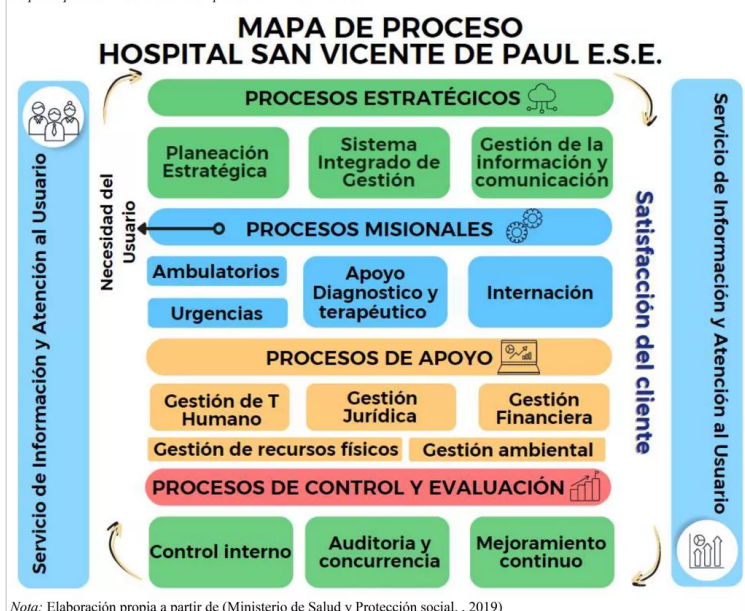 MAPA DE PROCESO
HOSPITAL SAN VICENTE DE PAUL E.S.E.
Servicio de Información y Atención al Usuario
Necesidad del
Usuario
PROCESOS ESTRATÉGICOS
Planeación
Estratégica
Sistema
Integrado de
Gestión
Gestión de la
información y
comunicación
PROCESOS MISIONALES
Ambulatorios
Urgencias
Apoyo
Diagnostico y
terapéutico
Internación
PROCESOS DE APOYO
Gestión de T
Humano
Gestión
Jurídica
Gestión
Financiera
Gestión de recursos físicos
Gestión ambiental
PROCESOS DE CONTROL Y EVALUACIÓN
Control interno
Auditoria y
concurrencia
Mejoramiento
continuo
Satisfacción del cliente
Servicio de Información y Atención al Usuario
Nota: Elaboración propia a partir de (Ministerio de Salud y Protección social, , 2019)